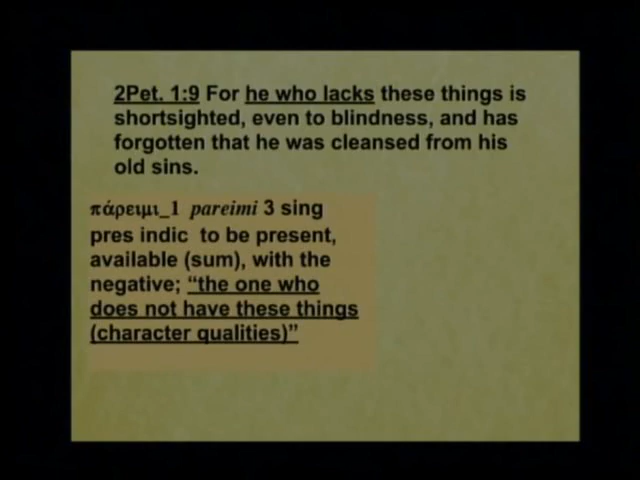 2Pet. 1:9 For he who lacks these things is
shortsighted, even to blindness, and has
forgotten that he was cleansed from his
old sins.
πάρειμι_1 pareimi 3 sing
pres indic to be present,
available (sum), with the
negative; “the one who
does not have these things
(character qualities)”